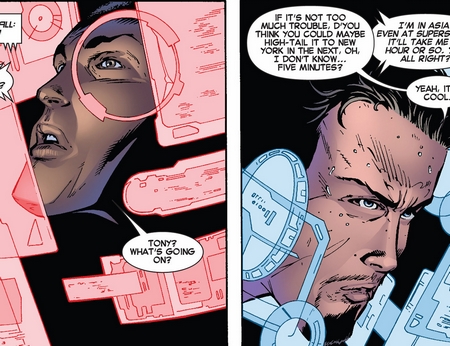 ALL:
?
TONY?
WHAT'S GOING
ON?
IF IT'S NOT TOO
MUCH TROUBLE, D'YOU
THINK YOU COULD MAYBE
HIGH-TAIL IT TO NEW
YORK IN THE NEXT, OH,
I DON'T KNOW...
FIVE MINUTES?
I'M IN ASIA
EVEN AT SUPERS
IT'LL TAKE ME
HOUR OR SO.
ALL RIGHT?
YEAH, IT
COOL.